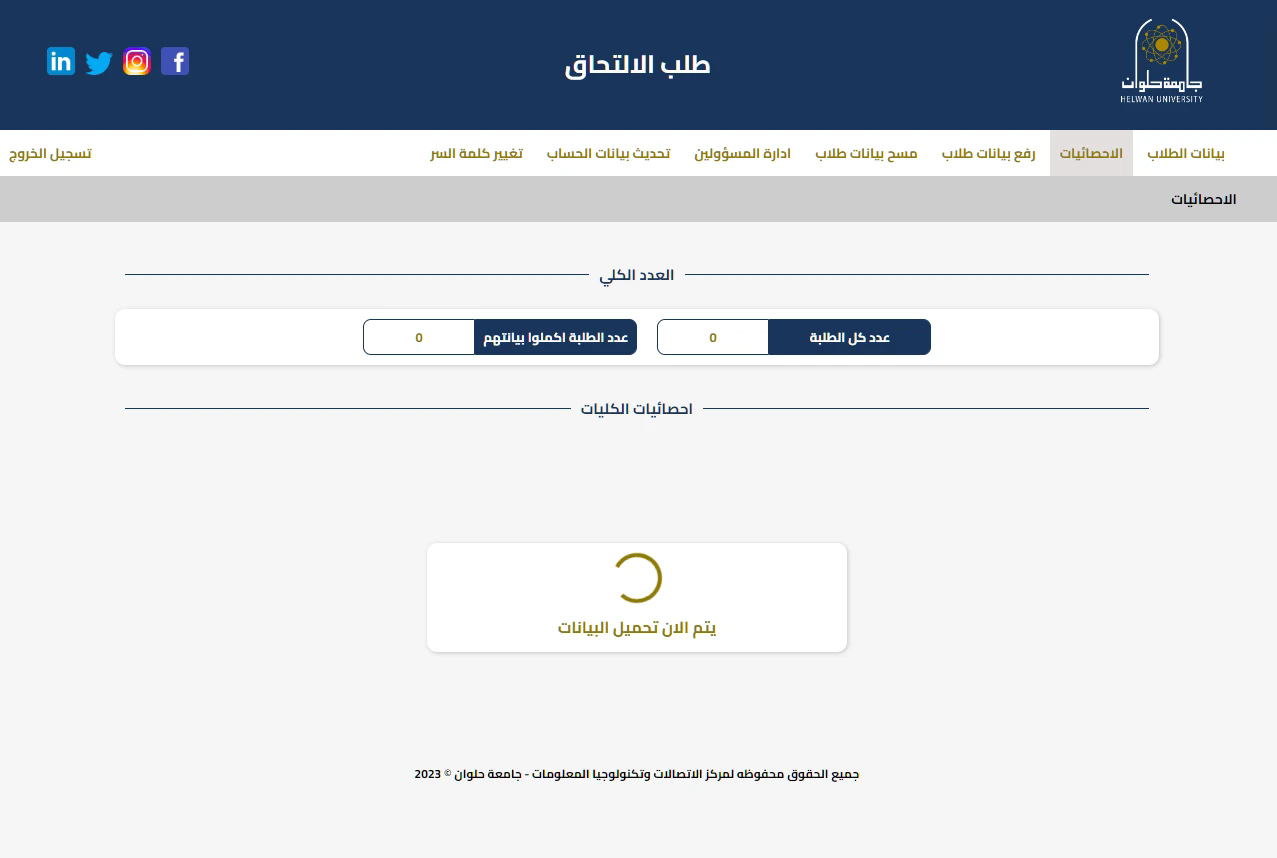 جامعة حلوان
HELWAN UNIVERSITY
طلب الالتحاق
in
f
بيانات الطلاب
الاحصائيات
رفع بيانات طلاب
مسح بيانات طلاب
ادارة المسؤولين
تحديث بيانات الحساب
تغيير كلمة السر
تسجيل الخروج
الاحصائيات
العدد الكلي
عدد كل الطلبة 0
عدد الطلبة اكملوا بيانتهم 0
احصائيات الكليات
يتم الان تحميل البيانات
جميع الحقوق محفوظه لمركز الاتصالات وتكنولوجيا المعلومات - جامعة حلوان © 2023